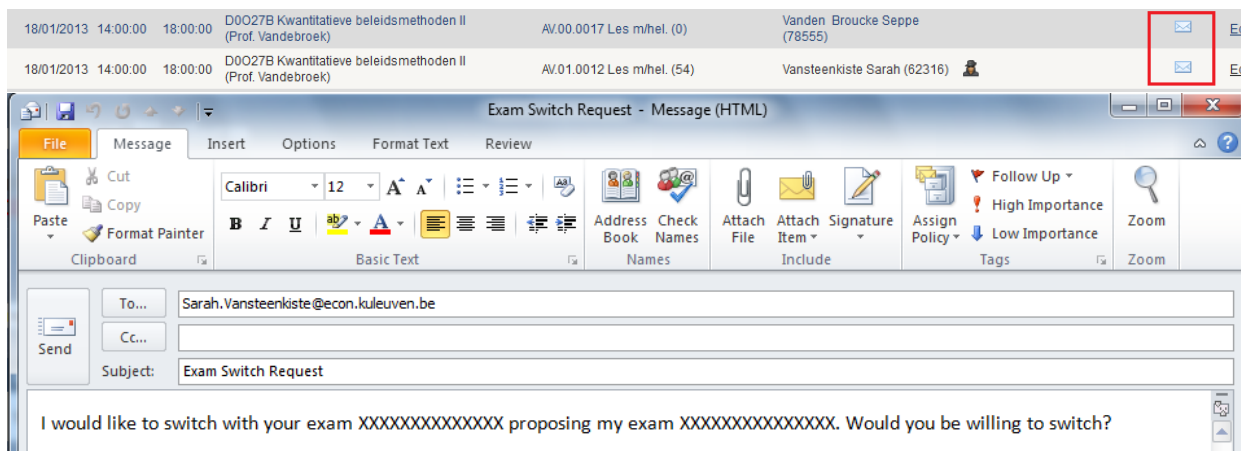 18/01/2013 14:00:00 18:00:00 D0O27B Kwantitatieve beleidsmethoden II (Prof. Vandebroek) AV.00.0017 Les m/hel. (0) Vanden Broucke Seppe (78555)
18/01/2013 14:00:00 18:00:00 D0O27B Kwantitatieve beleidsmethoden II (Prof. Vandebroek) AV.01.0012 Les m/hel. (54) Vansteenkiste Sarah (62316)
Exam Switch Request - Message (HTML)
File Message Insert Options Format Text Review
Paste
Cut
Copy
Format Painter
Clipboard
Calibri 12
B I U
Basic Text
Address Book
Check Names
Names
Attach File
Attach Item
Signature
Include
Assign Policy
Follow Up
High Importance
Low Importance
Tags
Zoom
Zoom
Send
To... Sarah.Vansteenkiste@econ.kuleuven.be
Cc...
Subject: Exam Switch Request
I would like to switch with your exam XXXXXXXXXXXXXX proposing my exam XXXXXXXXXXXXXXX. Would you be willing to switch?